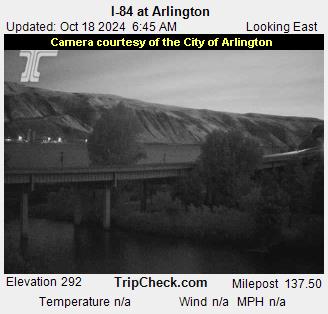 I-84 at Arlington
Updated: Oct 18 2024 6:45 AM Looking East
Camera courtesy of the City of Arlington
Elevation 292 TripCheck.com Milepost 137.50
Temperature n/a Wind n/a MPH n/a